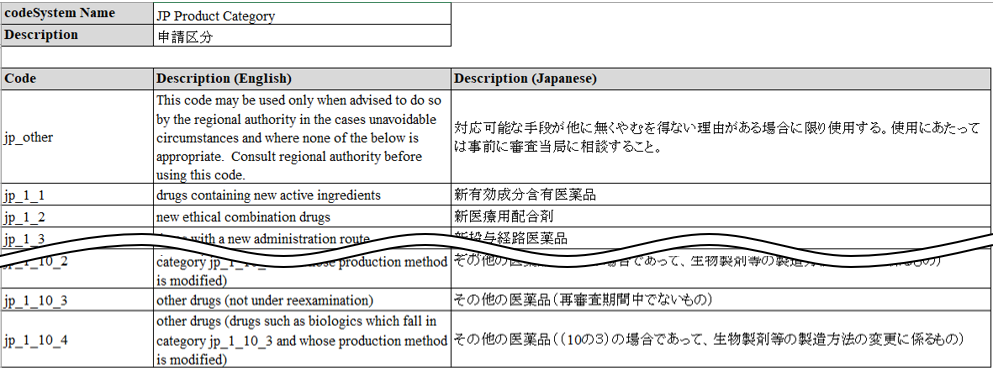 codeSystem Name JP Product Category
Description 申請区分
Code Description (English) Description (Japanese)
This code may be used only when advised to do so
by the regional authority in the cases unavoidable
circumstances and where none of the below is
appropriate. Consult regional authority before
using this code.
jp_other
対応可能な手段が他に無くやむを得ない理由がある場合に限り使用する。使用にあたって
は事前に審査当局に相談すること。
jp_1_1 drugs containing new active ingredients 新有効成分含有医薬品
jp_1_2 new ethical combination drugs 新医療用配合剤
jp_1_3 with a new administration route 新投与経路医薬品
jp_1_10_2 category whose production method
is modified)
その他の医 場合であって、生物製剤等の製造 もの)
jp_1_10_3 other drugs (not under reexamination) その他の医薬品(再審査期間中でないもの)
other drugs (drugs such as biologics which fall in
jp_1_10_4 category jp_1_10_3 and whose production method その他の医薬品((10の3)の場合であって、生物製剤等の製造方法の変更に係るもの)
is modified)